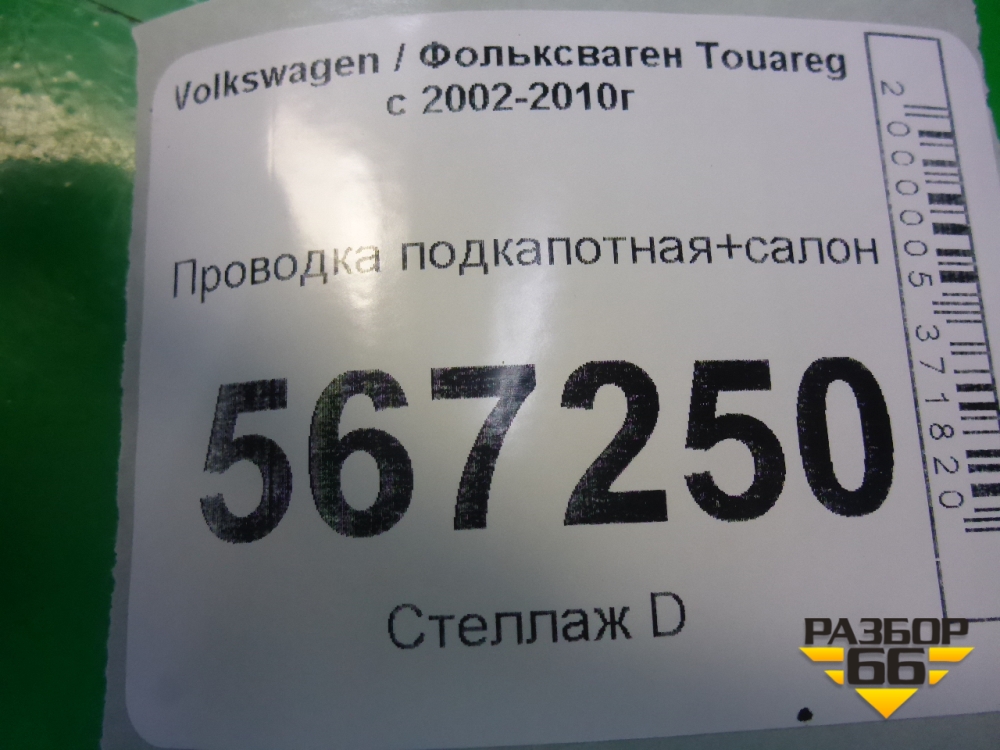 Volkswagen / Фольксваген Touareg
с 2002-2010г
Проводка подкапотная+салон
567250
Стеллаж D
2000005371820
РАЗБОР
66